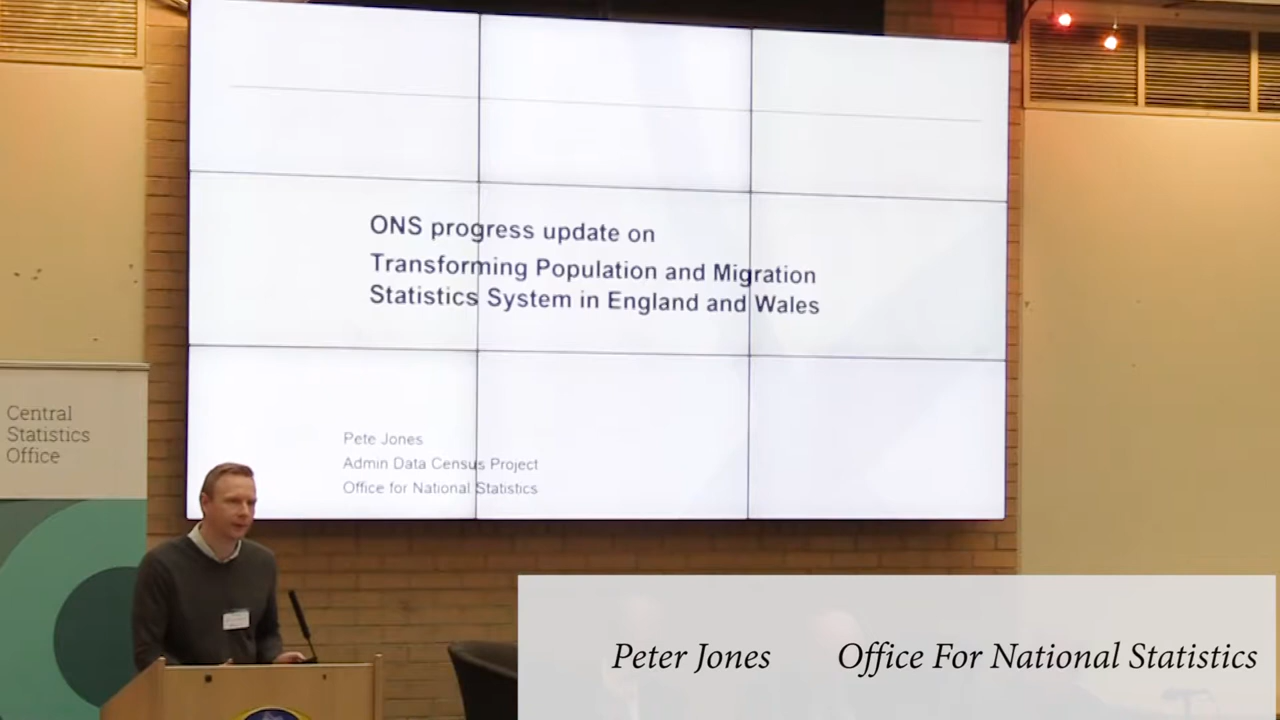 ONS progress update on
Transforming Population and Migration
Statistics System in England and Wales
Pete Jones
Admin Data Census Project
Office for National Statistics
Central
Statistics
Office
Peter Jones Office For National Statistics